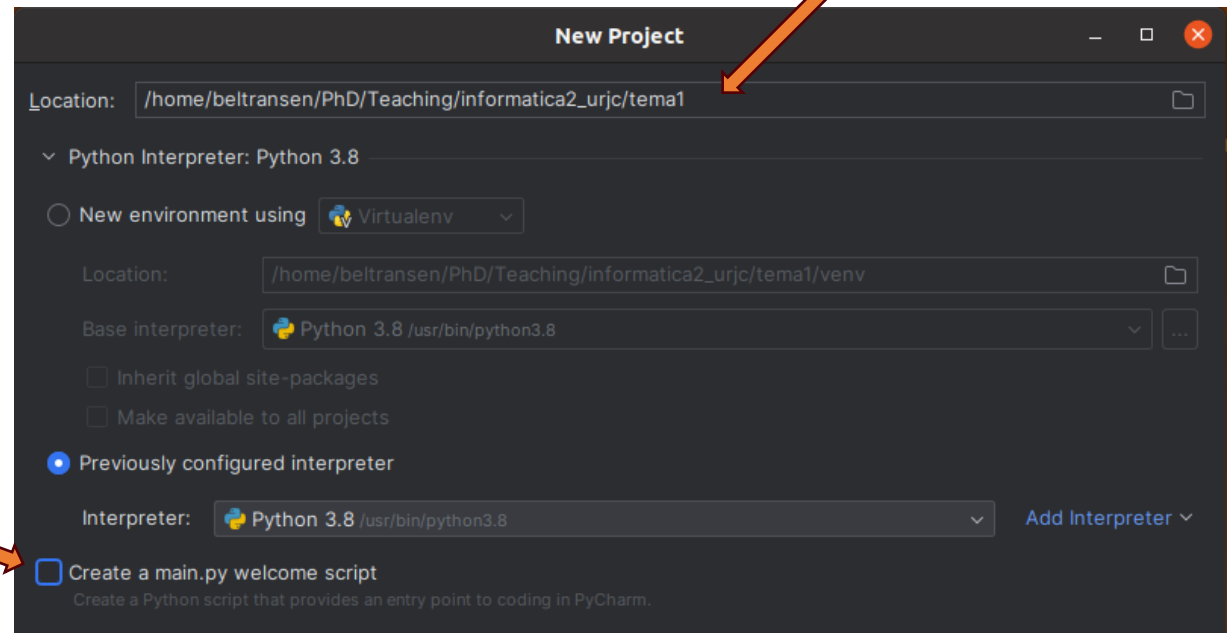 New Project
Location: /home/beltransen/PhD/Teaching/informatica2_urjc/tema1
Python Interpreter: Python 3.8
New environment using Virtualenv
Location: /home/beltransen/PhD/Teaching/informatica2_urjc/tema1/venv
Base interpreter: Python 3.8 /usr/bin/python3.8 ...
Inherit global site-packages
Make available to all projects
Previously configured interpreter
Interpreter: Python 3.8 /usr/bin/python3.8 Add Interpreter
Create a main.py welcome script
Create a Python script that provides an entry point to coding in PyCharm.